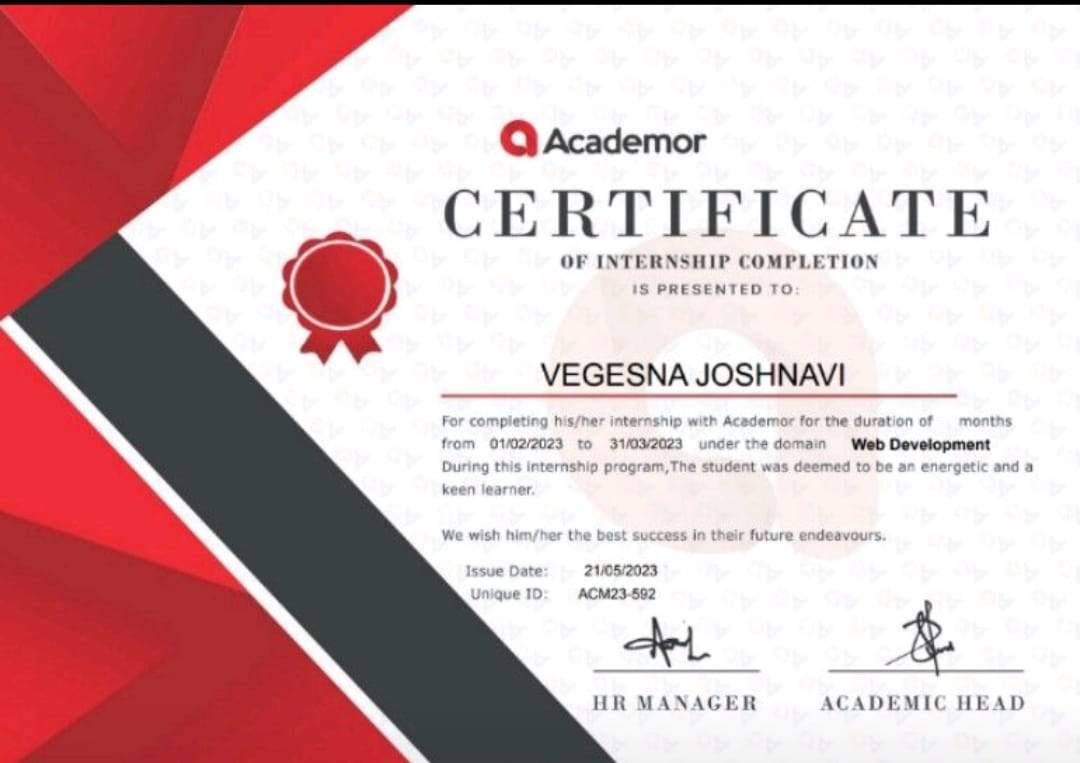 Academor
CERTIFICATE
OF INTERNSHIP COMPLETION
IS PRESENTED TO:
VEGESNA JOSHNAVI
For completing his/her internship with Academor for the duration of months
from 01/02/2023 to 31/03/2023 under the domain Web Development
During this internship program,The student was deemed to be an energetic and a
keen learner.
We wish him/her the best success in their future endeavours.
Issue Date: 21/05/2023
Unique ID: ACM23-592
HR MANAGER ACADEMIC HEAD